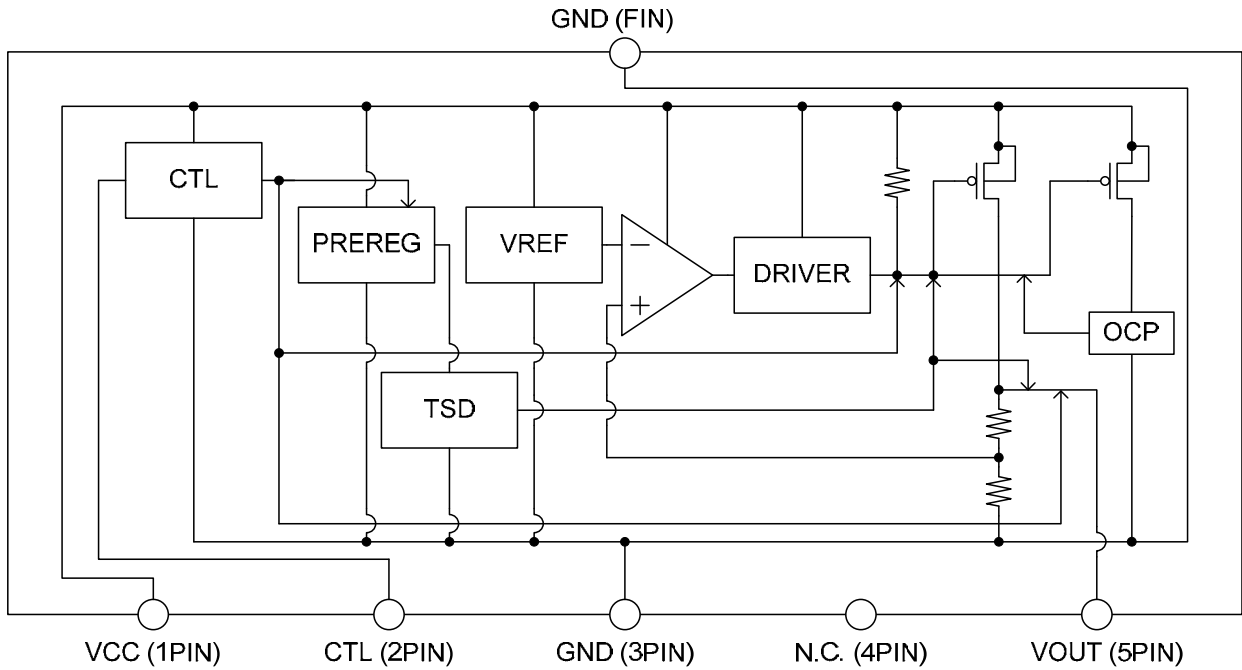 GND (FIN)
CTL
PREREG
VREF
−
+
DRIVER
OCP
TSD
VCC (1PIN)
CTL (2PIN)
GND (3PIN)
N.C. (4PIN)
VOUT (5PIN)